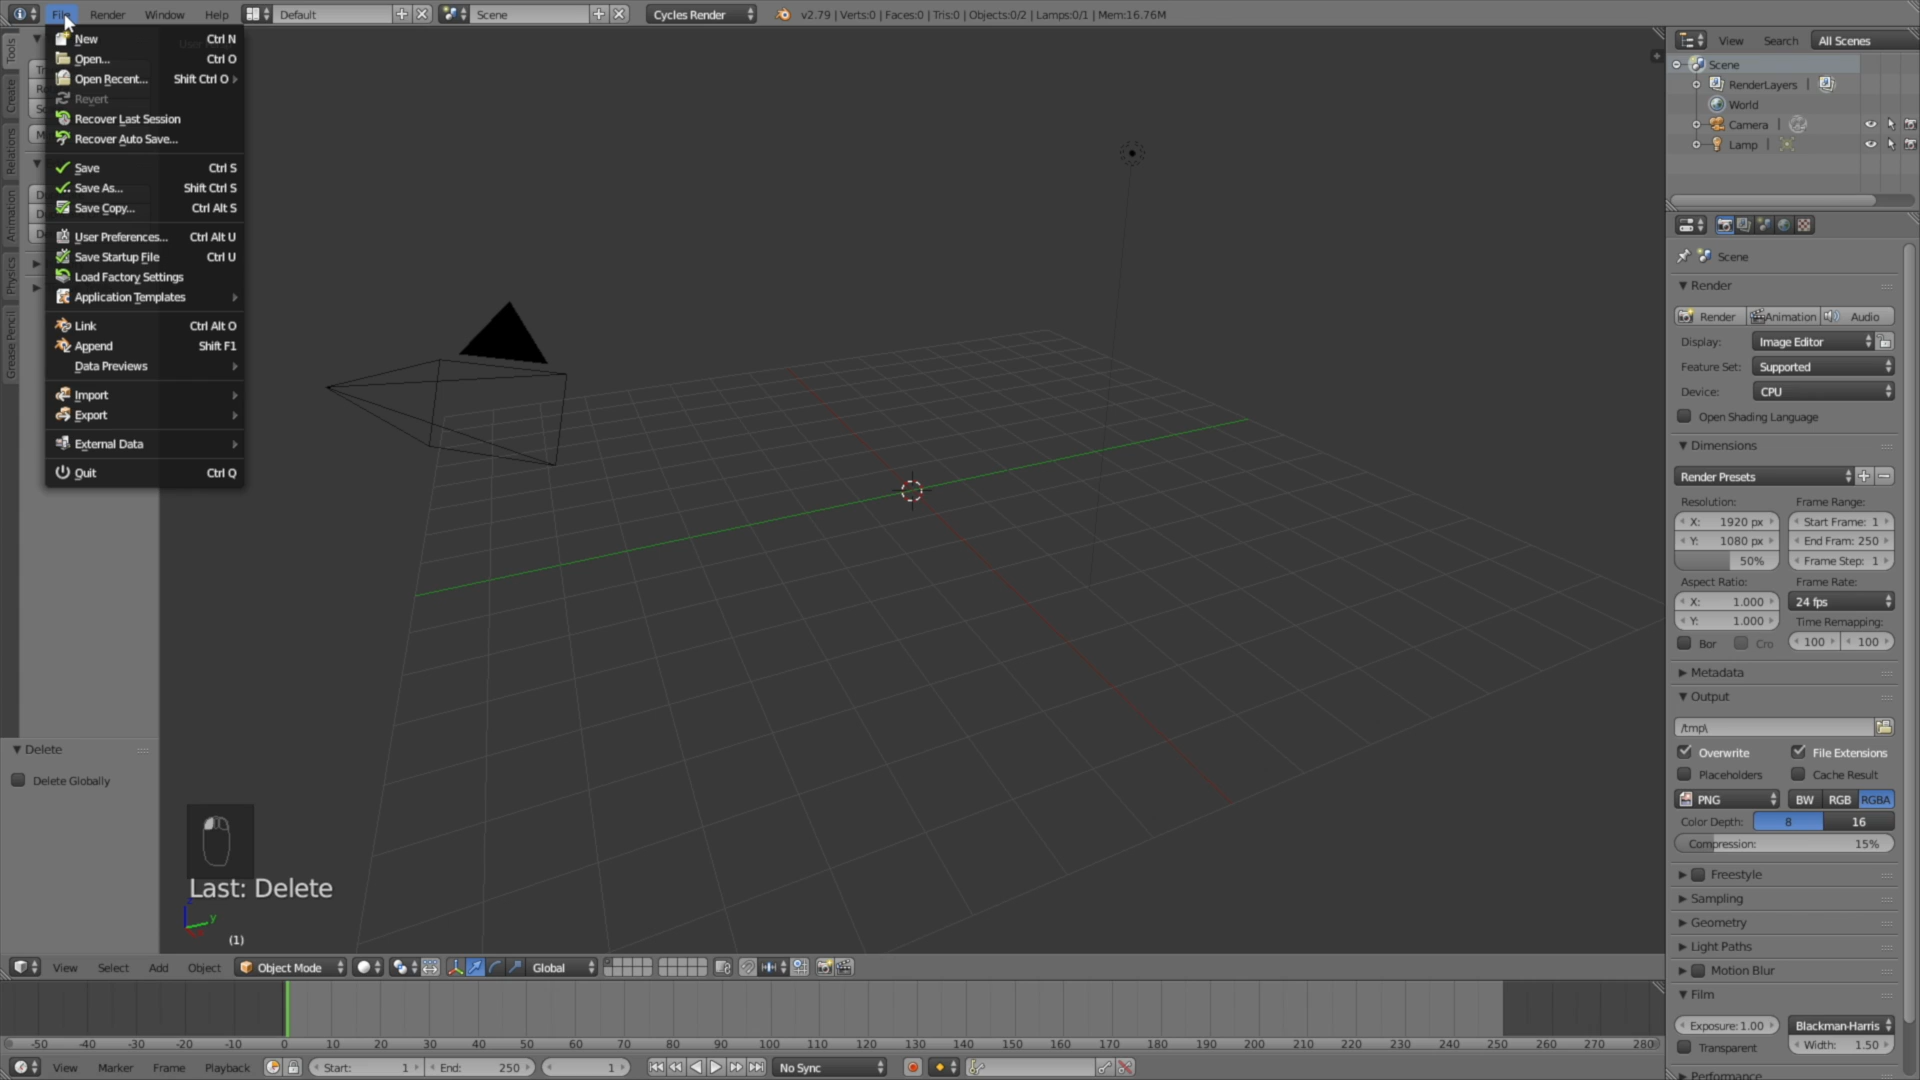 File Render Window Help Default Scene Cycles Render v2.79 | Verts:0 | Faces:0 | Tris:0 | Objects:0/2 | Lamps:0/1 | Mem:16.76M
New Ctrl N
Open... Ctrl O
Open Recent... Shift Ctrl O
Revert
Recover Last Session
Recover Auto Save...
Save Ctrl S
Save As... Shift Ctrl S
Save Copy... Ctrl Alt S
User Preferences... Ctrl Alt U
Save Startup File Ctrl U
Load Factory Settings
Application Templates
Link Ctrl Alt O
Append Shift F1
Data Previews
Import
Export
External Data
Quit Ctrl Q
Tools
Create
Relations
Animation
Physics
Grease Pencil
Delete
Delete Globally
Last: Delete
y
(1)
View Select Add Object Object Mode Global
View Search All Scenes
Scene
RenderLayers |
World
Camera |
Lamp |
Scene
Render
Render Animation Audio
Display: Image Editor
Feature Set: Supported
Device: CPU
Open Shading Language
Dimensions
Render Presets
Resolution: Frame Range:
X: 1920 px Start Frame: 1
Y: 1080 px End Fram: 250
50% Frame Step: 1
Aspect Ratio: Frame Rate:
X: 1.000 24 fps
Y: 1.000 Time Remapping:
Bor Cro 100 100
Metadata
Output
/tmp\
Overwrite File Extensions
Placeholders Cache Result
PNG BW RGB RGBA
Color Depth: 8 16
Compression: 15%
Freestyle
Sampling
Geometry
Light Paths
Motion Blur
Film
Exposure: 1.00 Blackman-Harris
Transparent Width: 1.50
Performance
-50 -40 -30 -20 -10 0 10 20 30 40 50 60 70 80 90 100 110 120 130 140 150 160 170 180 190 200 210 220 230 240 250 260 270 280
View Marker Frame Playback Start: 1 End: 250 1 No Sync